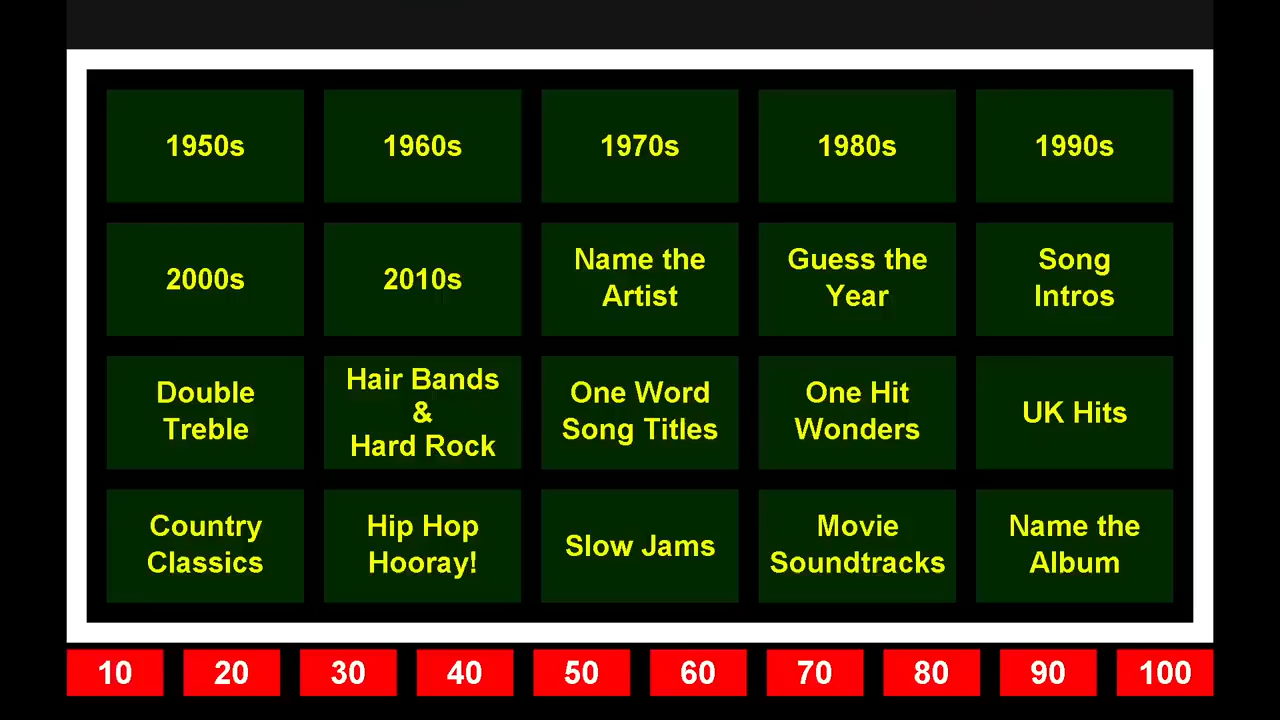 1950s
1960s
1970s
1980s
1990s
2000s
2010s
Name the
Artist
Guess the
Year
Song
Intros
Double
Treble
Hair Bands
&
Hard Rock
One Word
Song Titles
One Hit
Wonders
UK Hits
Country
Classics
Hip Hop
Hooray!
Slow Jams
Movie
Soundtracks
Name the
Album
10
20
30
40
50
60
70
80
90
100